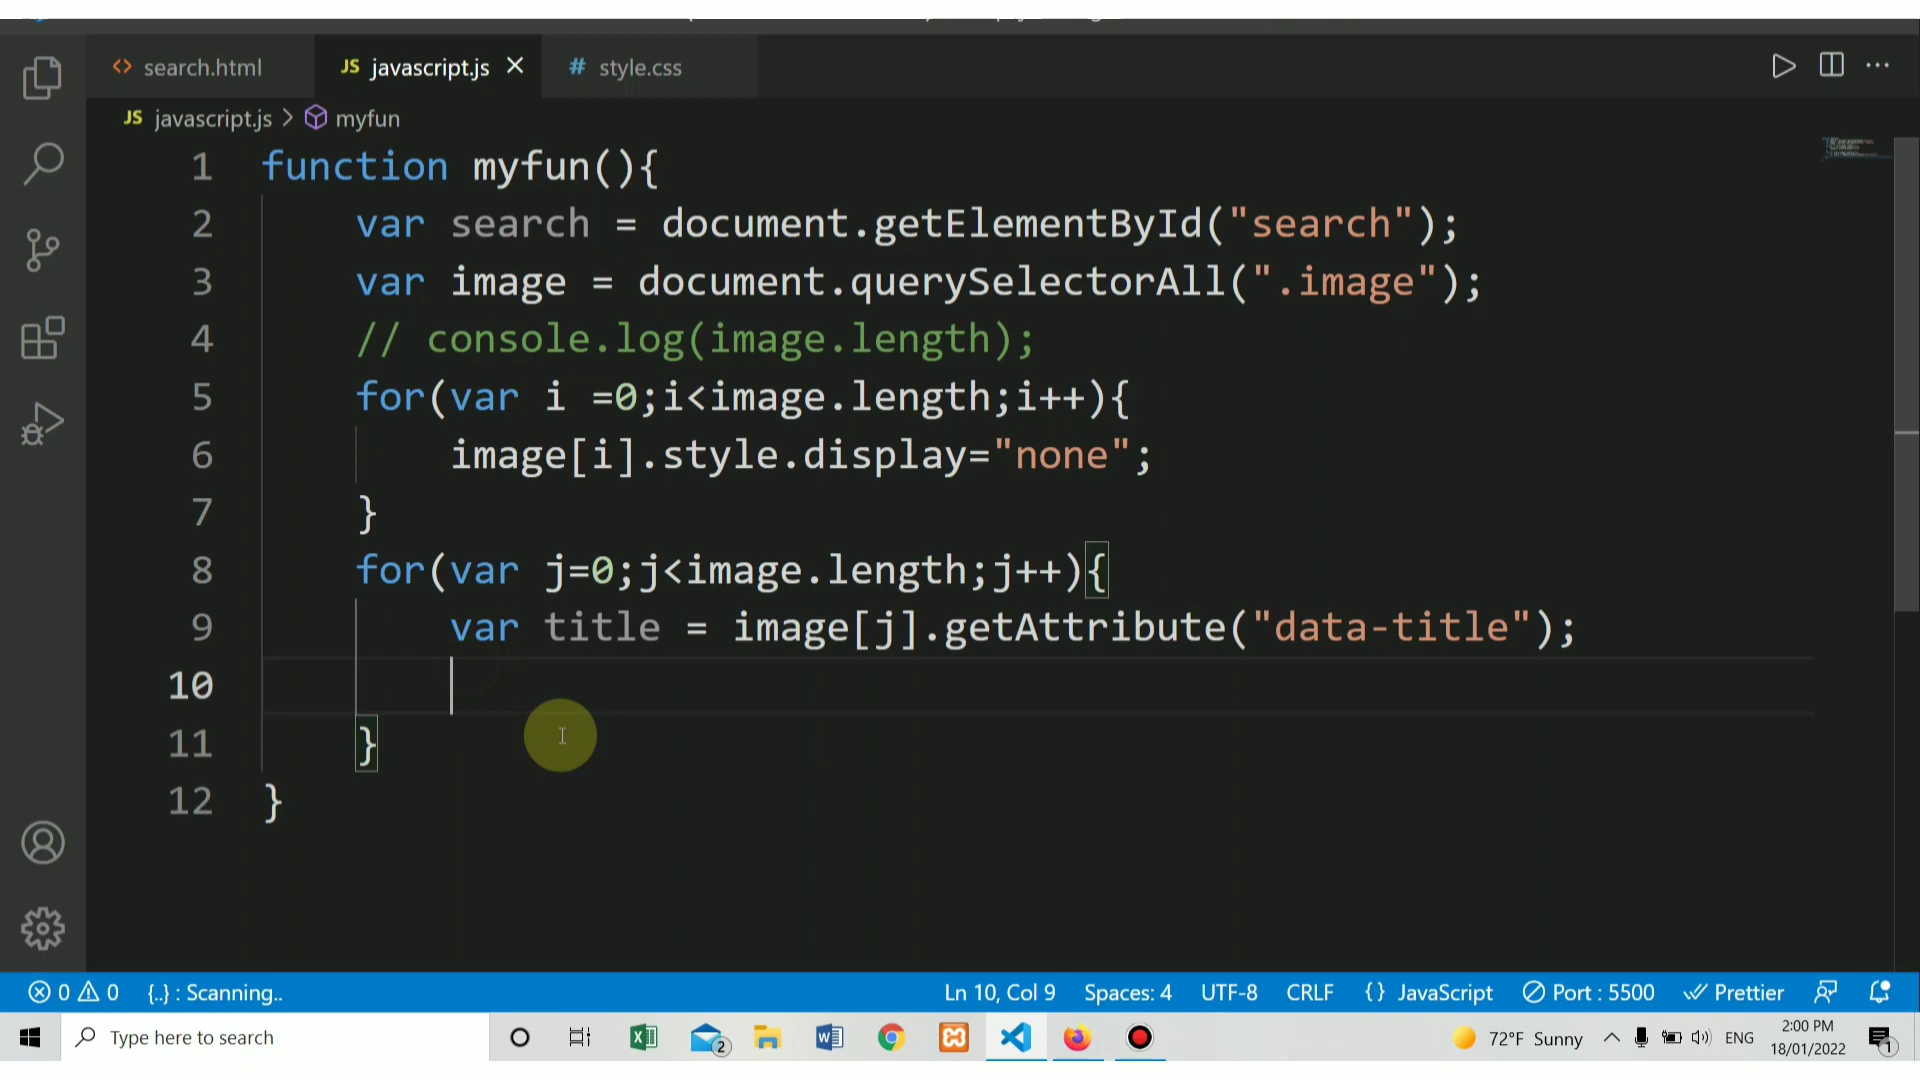 search.html
JS javascript.js
# style.css
JS javascript.js > myfun
1 function myfun(){
2 var search = document.getElementById("search");
3 var image = document.querySelectorAll(".image");
4 // console.log(image.length);
5 for(var i =0;i<image.length;i++){
6 image[i].style.display="none";
7 }
8 for(var j=0;j<image.length;j++){
9 var title = image[j].getAttribute("data-title");
10
11 }
12 }
0 0 {..} : Scanning.. Ln 10, Col 9 Spaces: 4 UTF-8 CRLF {} JavaScript Port : 5500 Prettier
Type here to search 2 72°F Sunny ENG 2:00 PM
18/01/2022 1